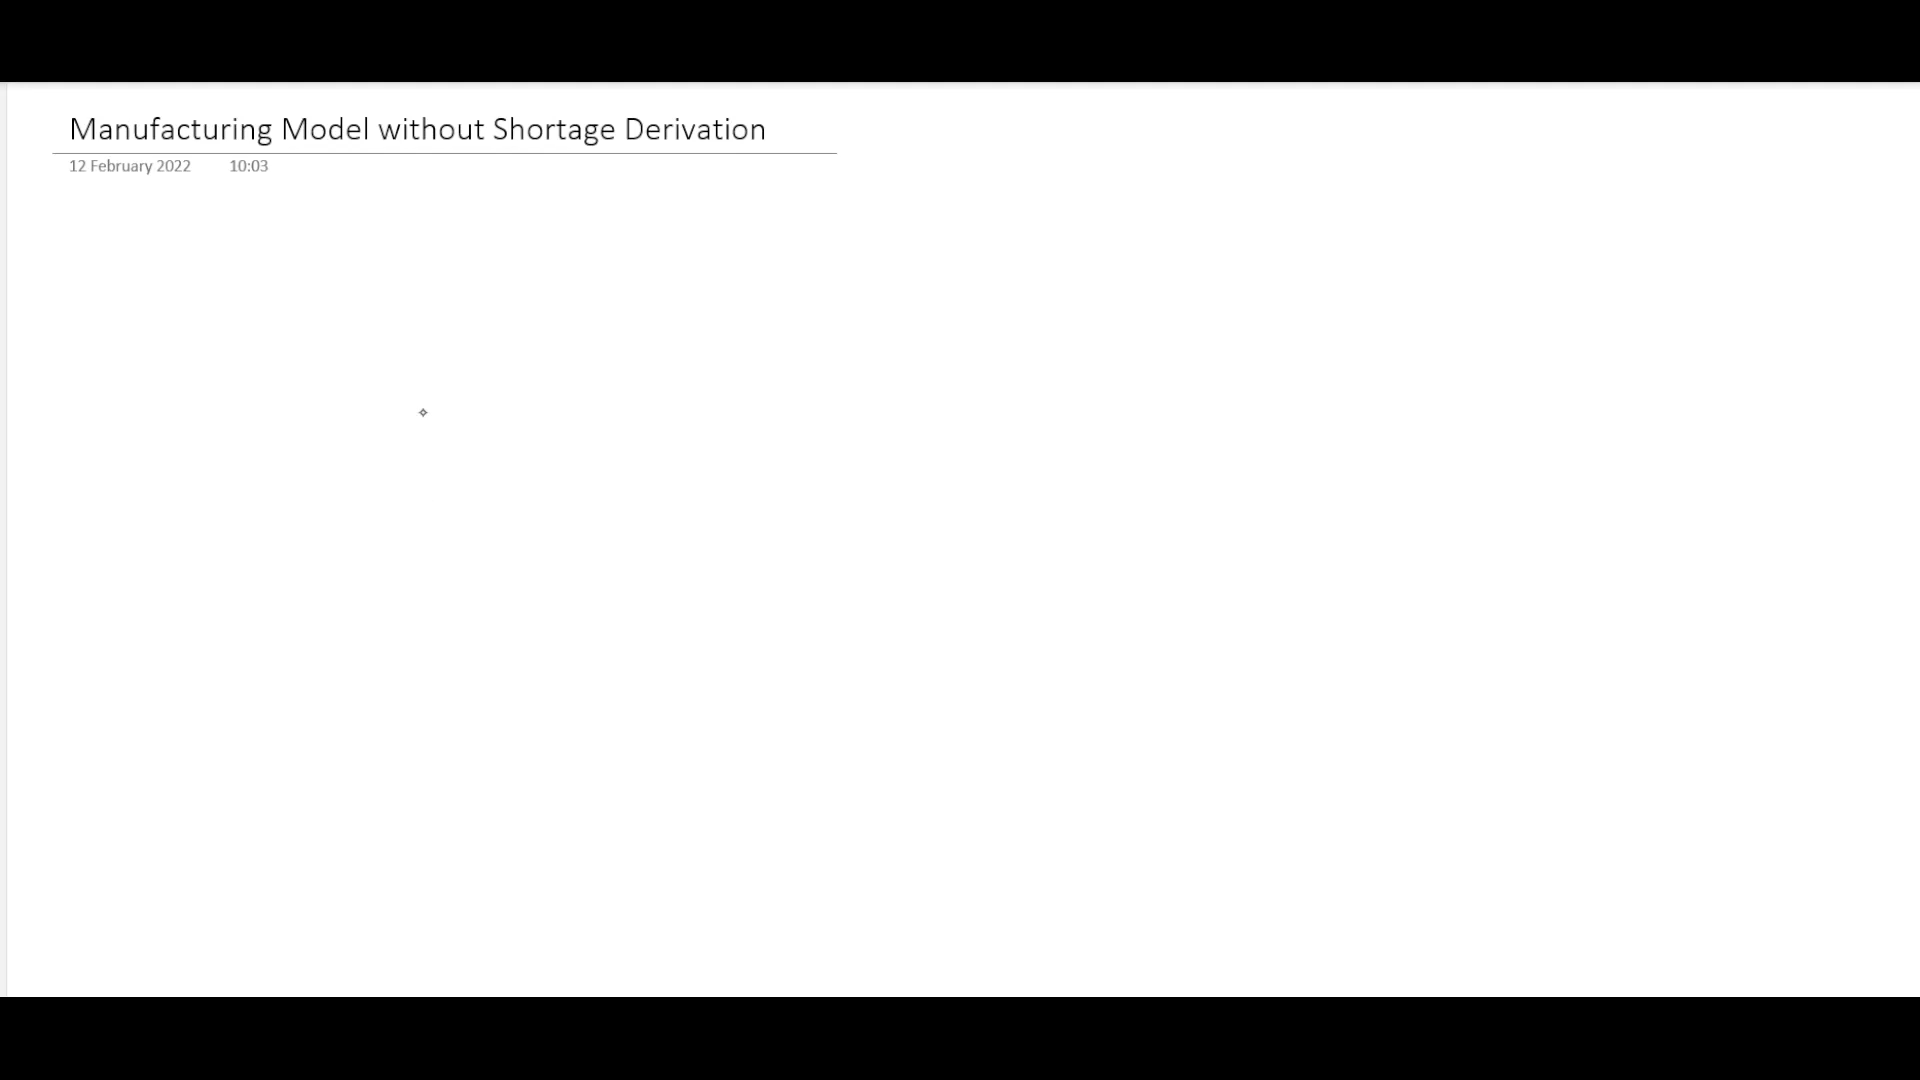 Manufacturing Model without Shortage Derivation
12 February 2022 10:03